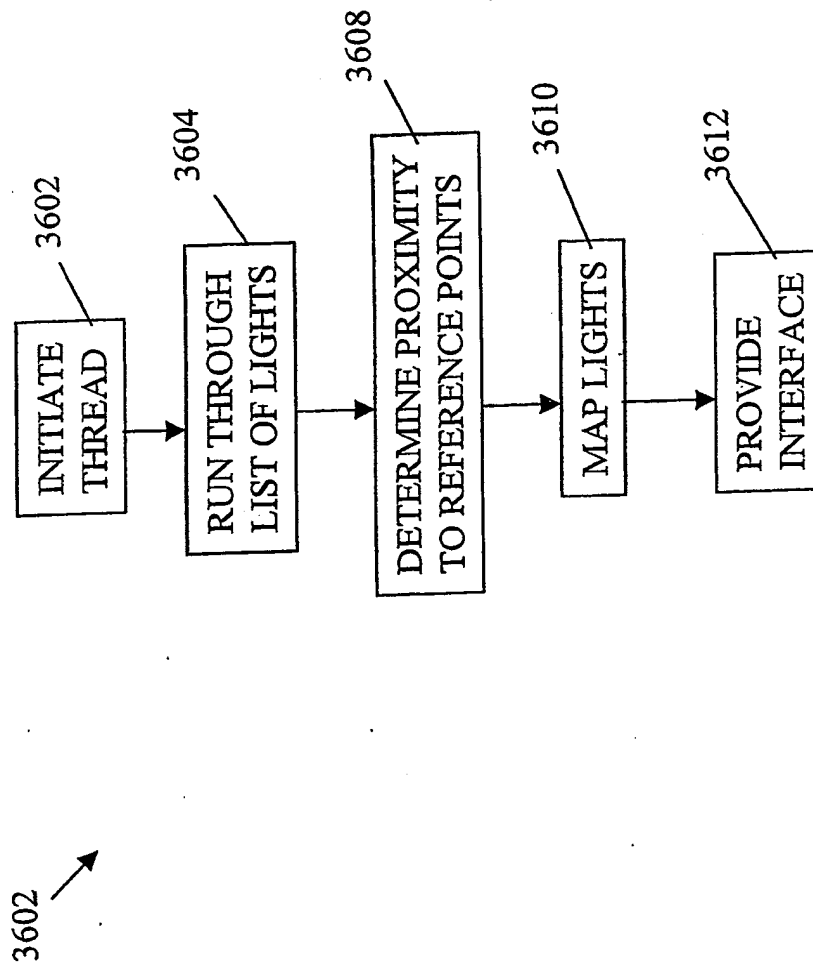 3602
INITIATE
THREAD
3602
RUN THROUGH
LIST OF LIGHTS
3604
DETERMINE PROXIMITY
TO REFERENCE POINTS
3608
MAP LIGHTS
3610
PROVIDE
INTERFACE
3612